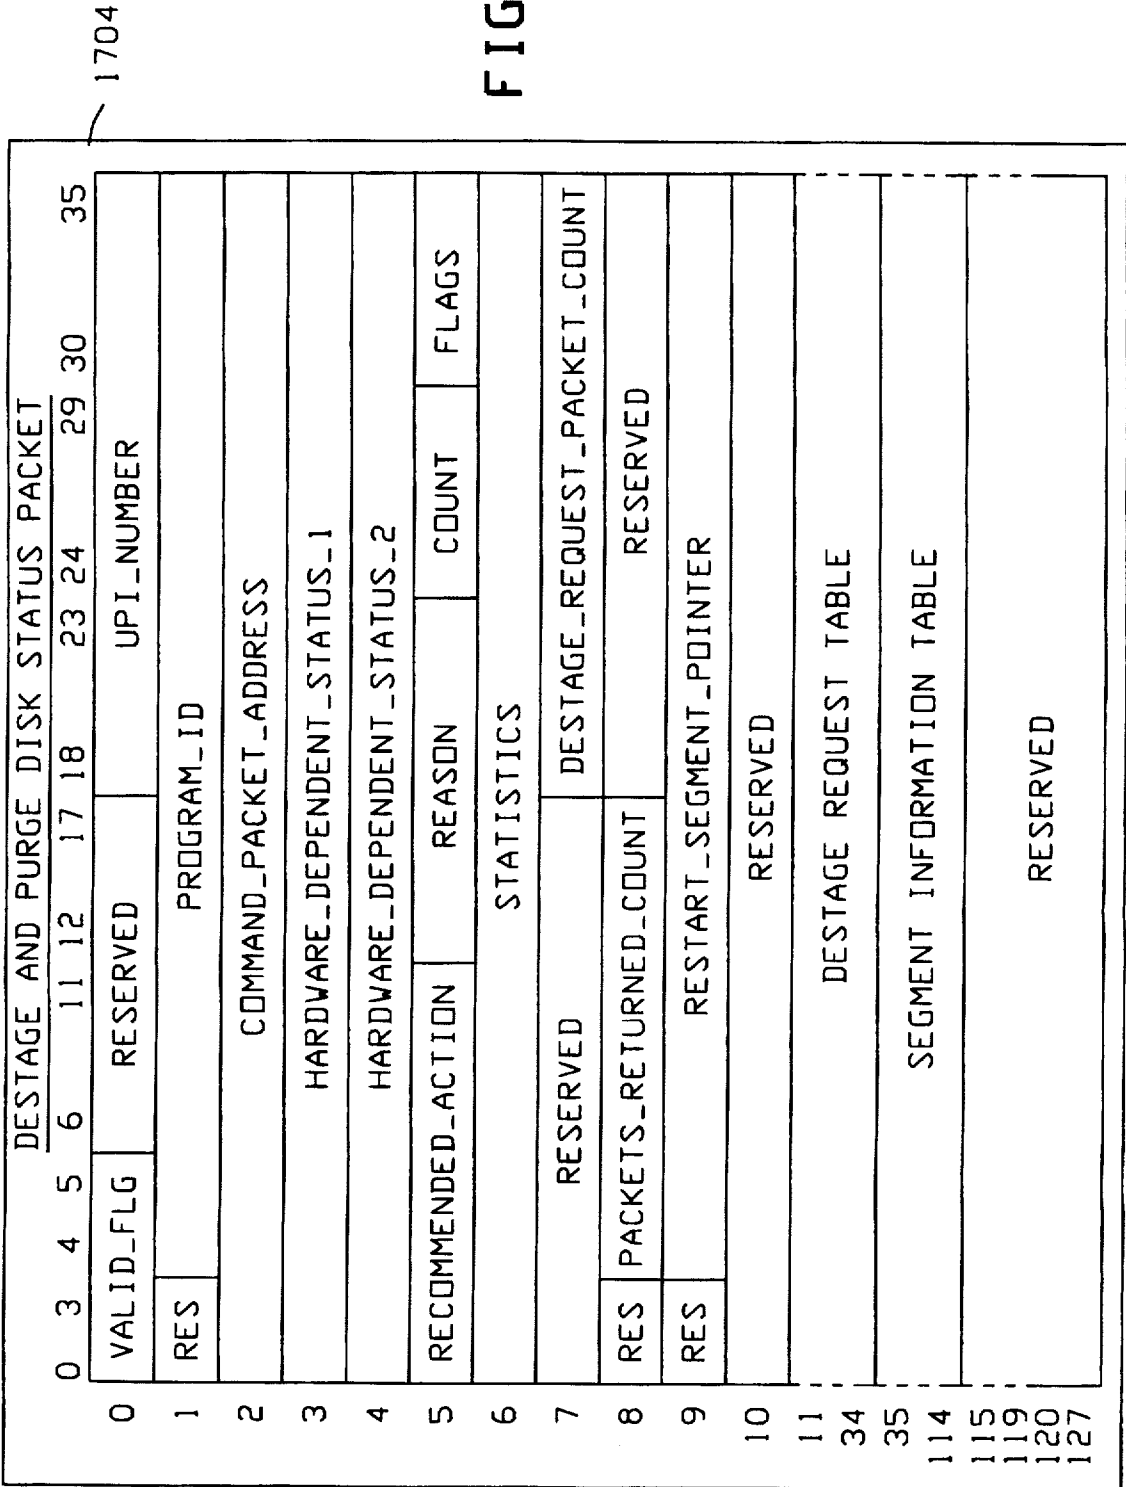 DESTAGE AND PURGE DISK STATUS PACKET
1704
0 3 4 5 6 11 12 17 18 23 24 29 30 35
0 VALID_FLG RESERVED UPI_NUMBER
1 RES PROGRAM_ID
2 COMMAND_PACKET_ADDRESS
3 HARDWARE_DEPENDENT_STATUS_1
4 HARDWARE_DEPENDENT_STATUS_2
5 RECOMMENDED_ACTION REASON COUNT FLAGS
6 STATISTICS
7 RESERVED DESTAGE_REQUEST_PACKET_COUNT
8 RES PACKETS_RETURNED_COUNT RESERVED
9 RES RESTART_SEGMENT_POINTER
10 RESERVED
11
34
DESTAGE REQUEST TABLE
35
114
SEGMENT INFORMATION TABLE
115
119
120
127
RESERVED
FIG